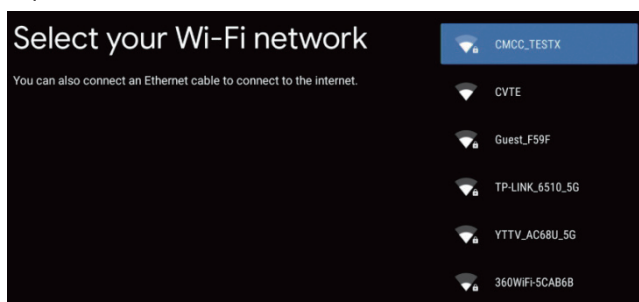 Select your Wi-Fi network
You can also connect an Ethernet cable to connect to the internet.
CMCC_TESTX
CVTE
Guest_F59F
TP-LINK_6510_5G
YTTV_AC68U_5G
360WiFi-5CAB6B